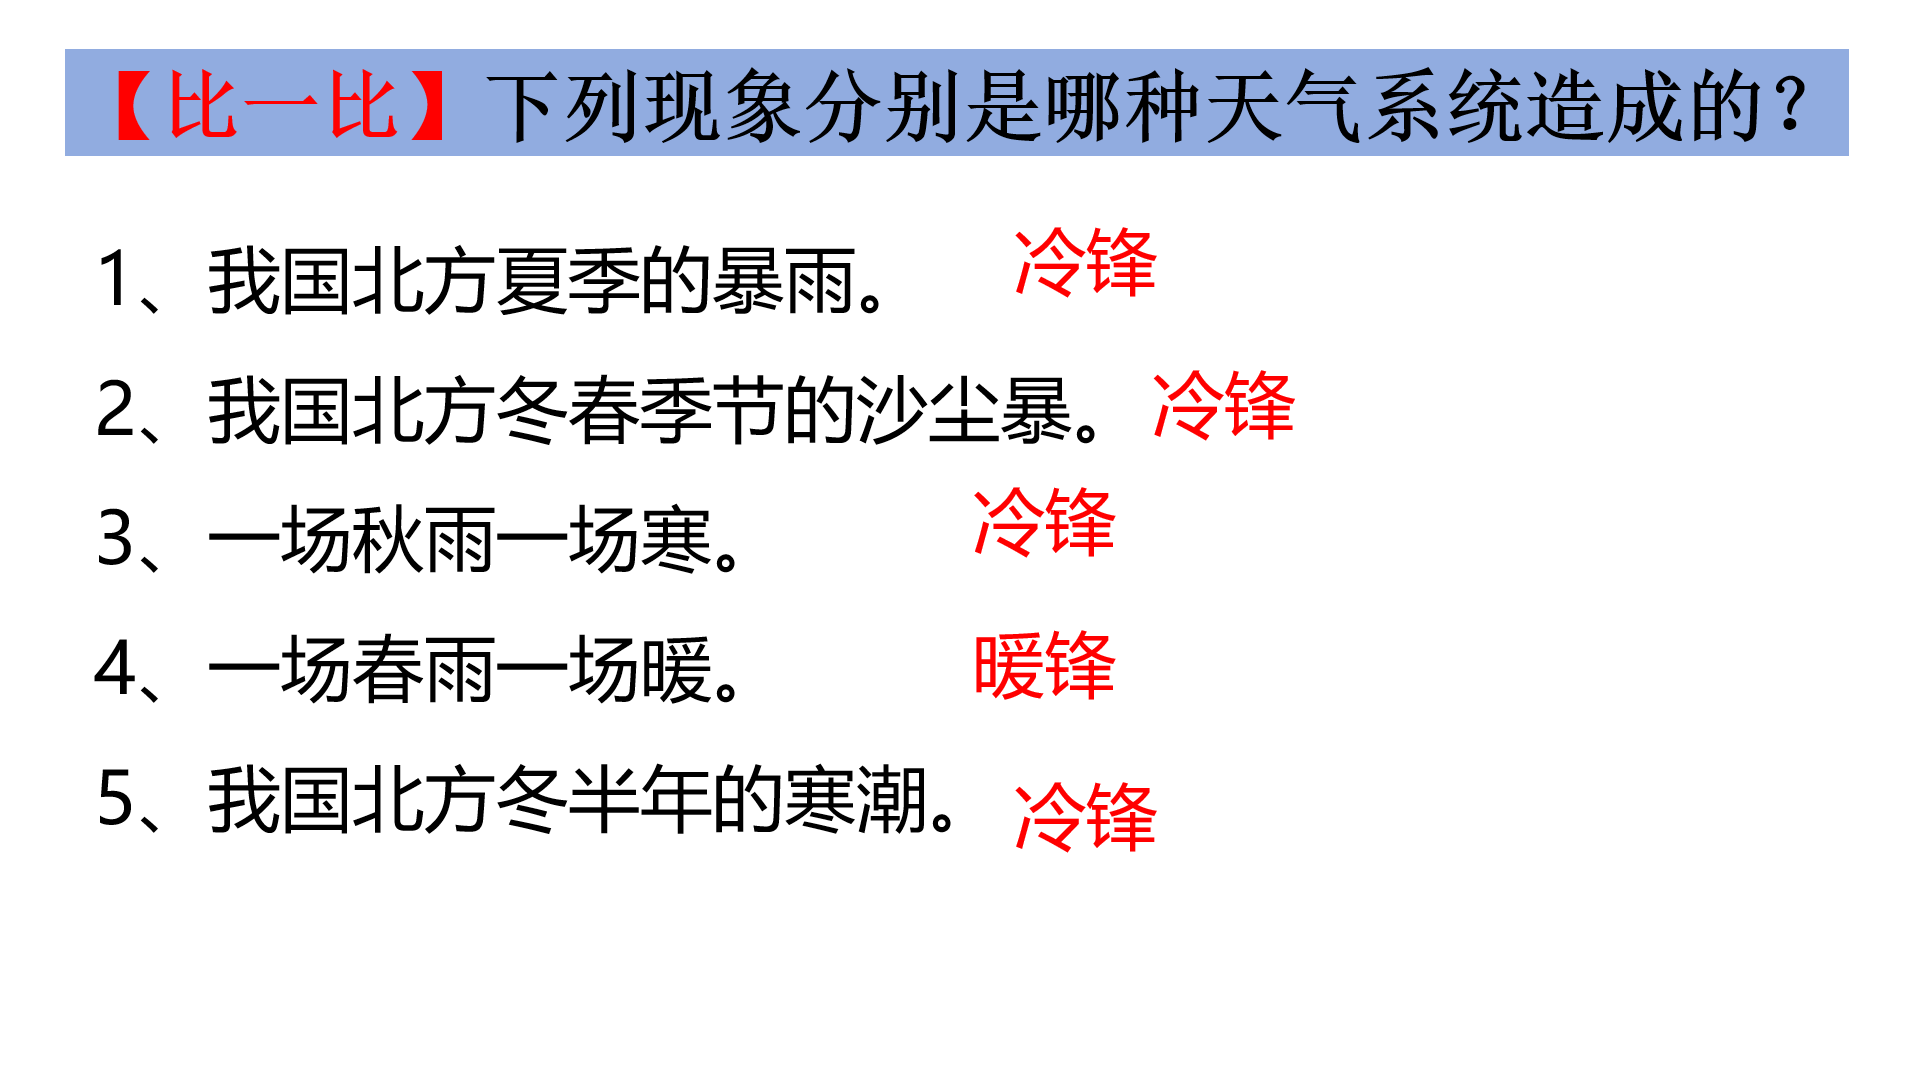 【比一比】下列现象分别是哪种天气系统造成的？
1、我国北方夏季的暴雨。 冷锋
2、我国北方冬春季节的沙尘暴。 冷锋
3、一场秋雨一场寒。 冷锋
4、一场春雨一场暖。 暖锋
5、我国北方冬半年的寒潮。 冷锋